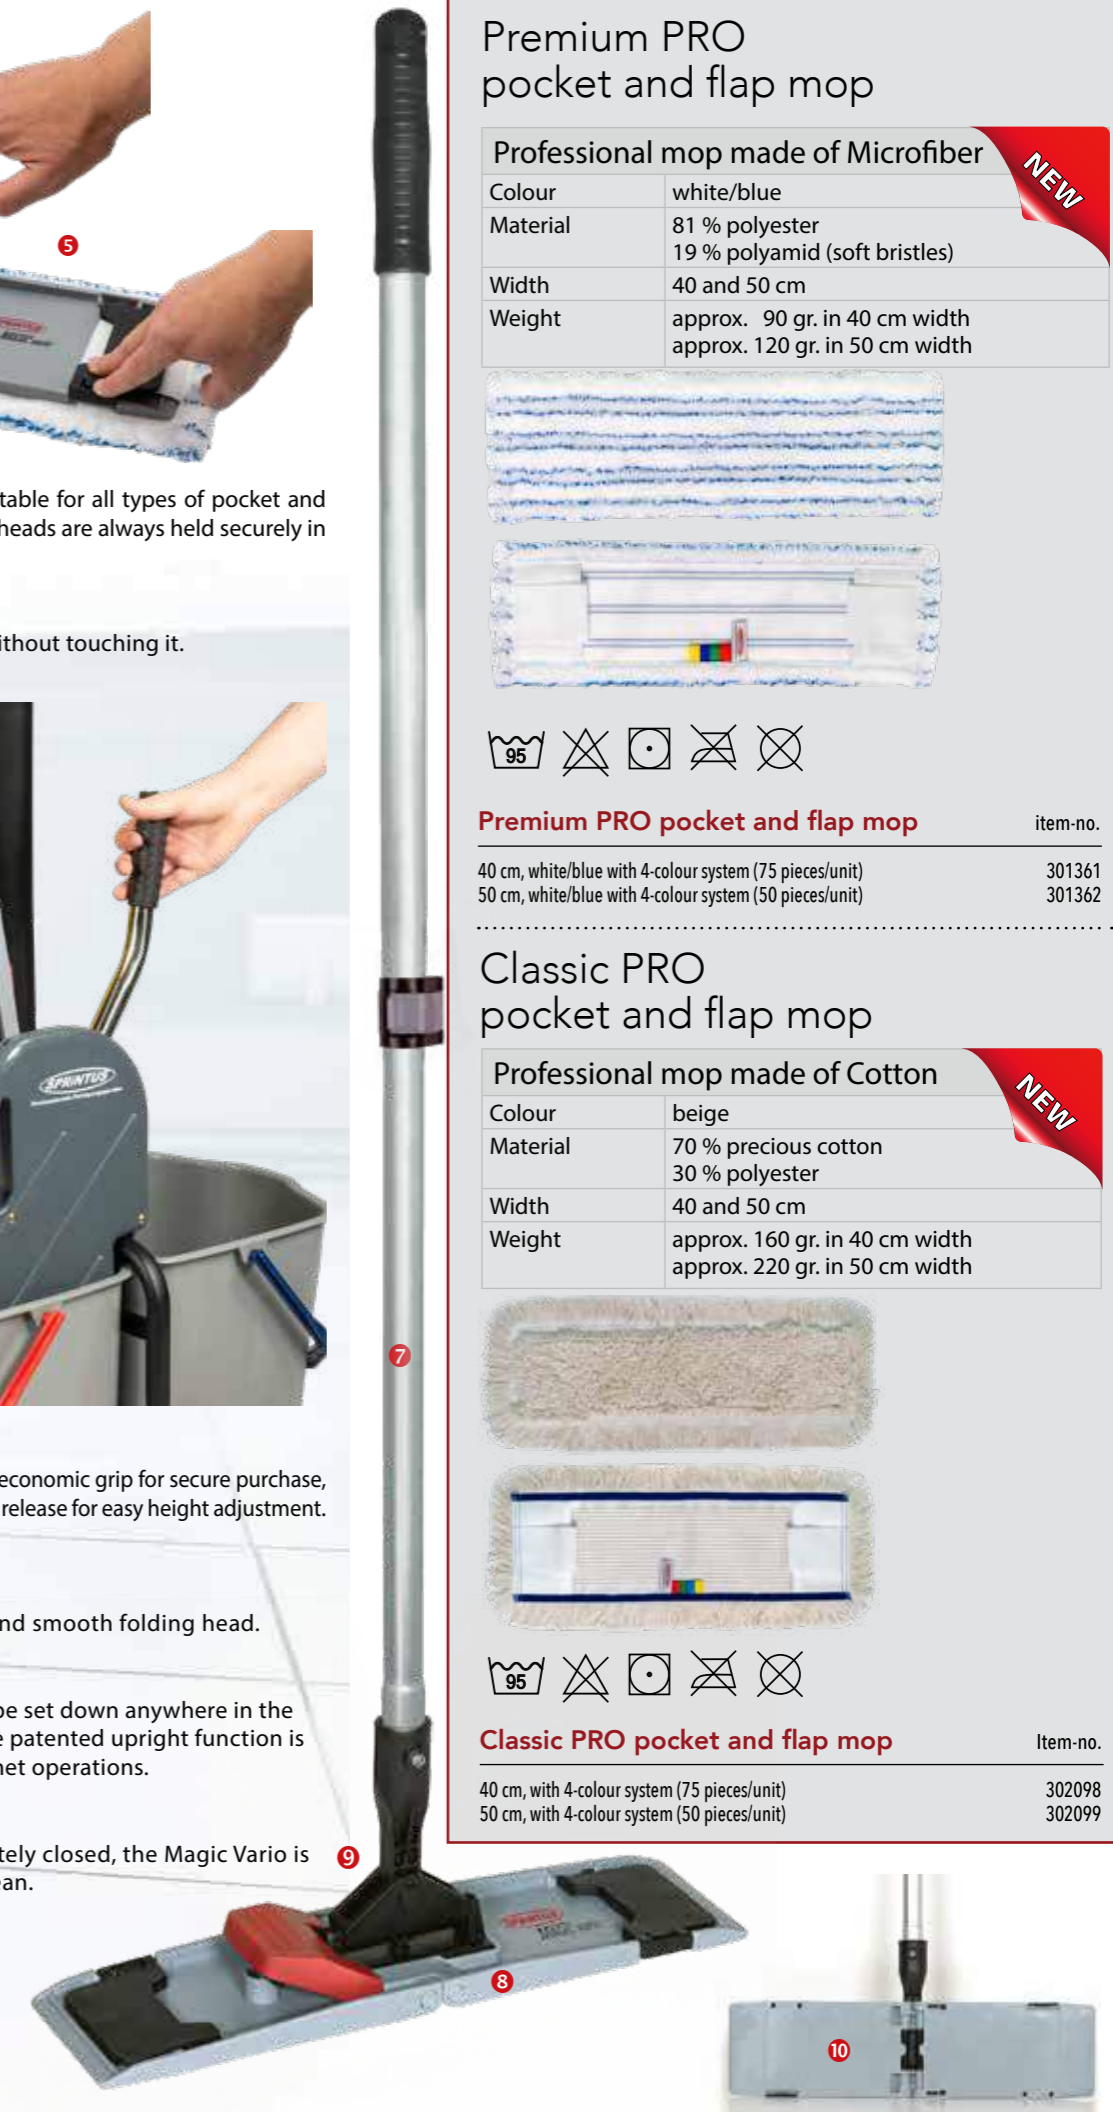 5
SPRINTUS
table for all types of pocket and
heads are always held securely in
ithout touching it.
SPRINTUS
economic grip for secure purchase,
release for easy height adjustment.
nd smooth folding head.
be set down anywhere in the
e patented upright function is
net operations.
tely closed, the Magic Vario is
ean.
7
9
8
SPRINTUS
10
Premium PRO
pocket and flap mop
NEW
Professional mop made of Microfiber
Colour white/blue
Material 81 % polyester
19 % polyamid (soft bristles)
Width 40 and 50 cm
Weight approx. 90 gr. in 40 cm width
approx. 120 gr. in 50 cm width
95
Premium PRO pocket and flap mop item-no.
40 cm, white/blue with 4-colour system (75 pieces/unit) 301361
50 cm, white/blue with 4-colour system (50 pieces/unit) 301362
Classic PRO
pocket and flap mop
NEW
Professional mop made of Cotton
Colour beige
Material 70 % precious cotton
30 % polyester
Width 40 and 50 cm
Weight approx. 160 gr. in 40 cm width
approx. 220 gr. in 50 cm width
95
Classic PRO pocket and flap mop Item-no.
40 cm, with 4-colour system (75 pieces/unit) 302098
50 cm, with 4-colour system (50 pieces/unit) 302099